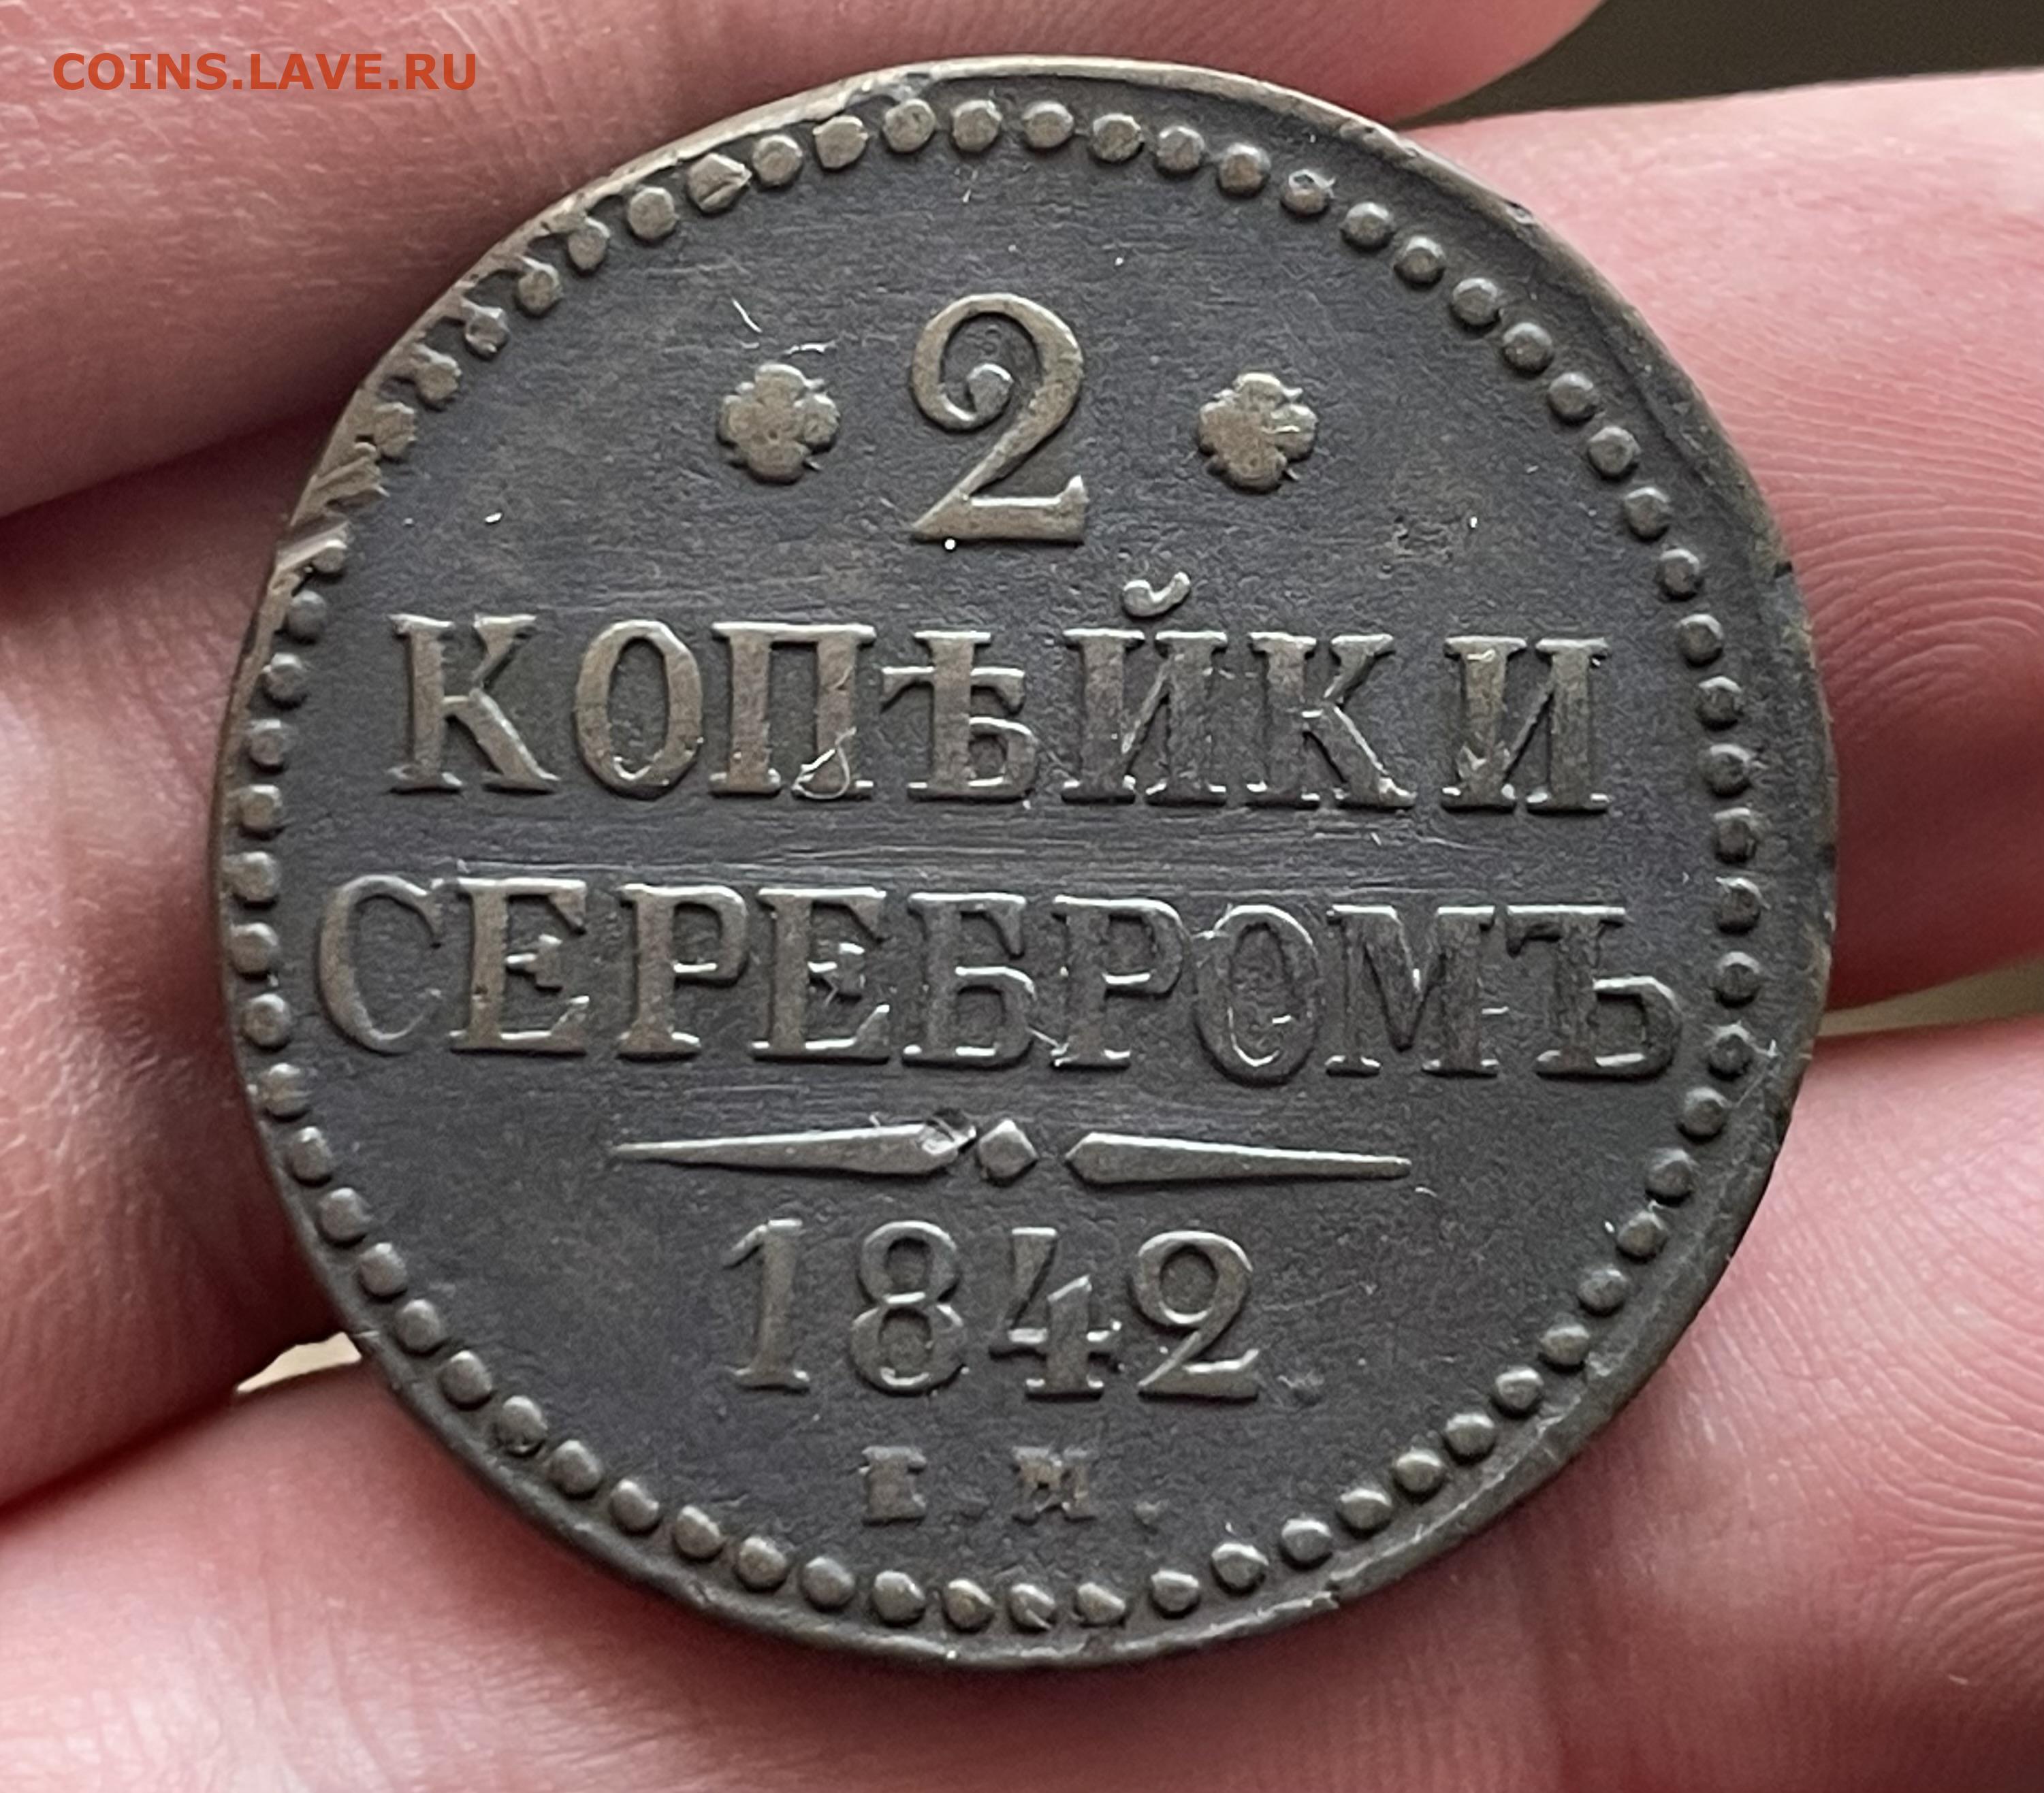 COINS.LAVE.RU
2
КОПѢЙКИ
СЕРЕБРОМЪ
1842
Е. М.